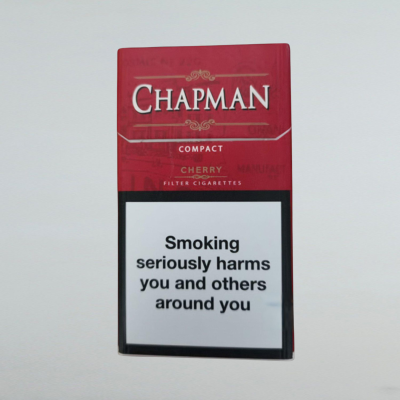 CHAPMAN
COMPACT
CHERRY
FILTER CIGARETTES
Smoking
seriously harms
you and others
around you